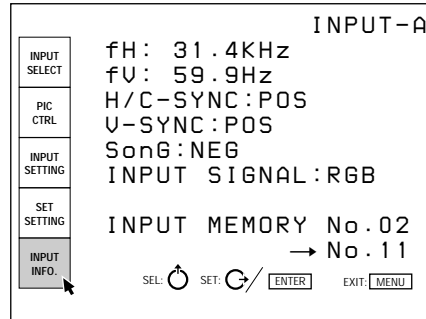 INPUT-A
INPUT
SELECT
PIC
CTRL
INPUT
SETTING
SET
SETTING
INPUT
INFO.
fH: 31.4KHz
fV: 59.9Hz
H/C-SYNC:POS
V-SYNC:POS
SonG:NEG
INPUT SIGNAL:RGB
INPUT MEMORY No.02
→ No.11
SEL: SET: / ENTER EXIT: MENU